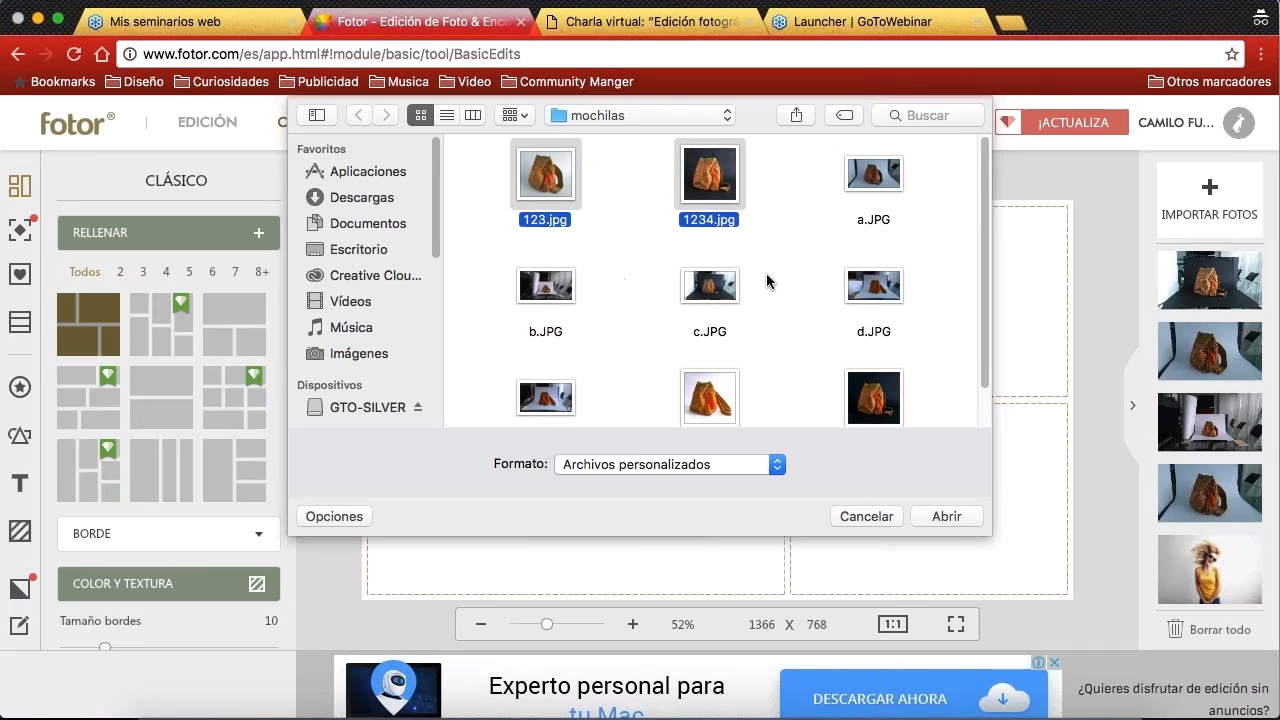 Mis seminarios web
Fotor - Edición de Foto & Enco
Charla virtual: "Edición fotográ
Launcher | GoToWebinar
www.fotor.com/es/app.html#!module/basic/tool/BasicEdits
Bookmarks
Diseño
Curiosidades
Publicidad
Musica
Video
Community Manger
Otros marcadores
fotor®
EDICIÓN
mochilas
Buscar
¡ACTUALIZA
CAMILO FU...
Favoritos
Aplicaciones
Descargas
Documentos
Escritorio
Creative Clou...
Vídeos
Música
Imágenes
Dispositivos
GTO-SILVER
123.jpg
1234.jpg
a.JPG
b.JPG
c.JPG
d.JPG
Formato:
Archivos personalizados
Opciones
Cancelar
Abrir
CLÁSICO
RELLENAR
Todos 2 3 4 5 6 7 8+
BORDE
COLOR Y TEXTURA
Tamaño bordes 10
IMPORTAR FOTOS
Borrar todo
52%
1366 X 768
1:1
Experto personal para
tu Mac
DESCARGAR AHORA
¿Quieres disfrutar de edición sin
anuncios?